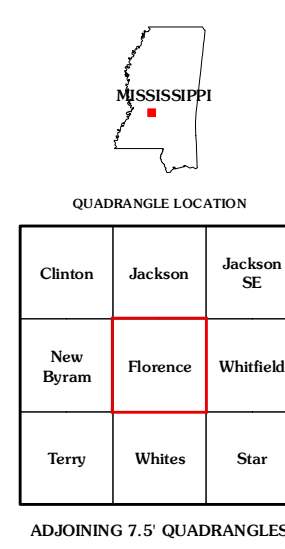 MISSISSIPPI
QUADRANGLE LOCATION
Clinton
Jackson
Jackson
SE
New
Byram
Florence
Whitfield
Terry
Whites
Star
ADJOINING 7.5' QUADRANGLES